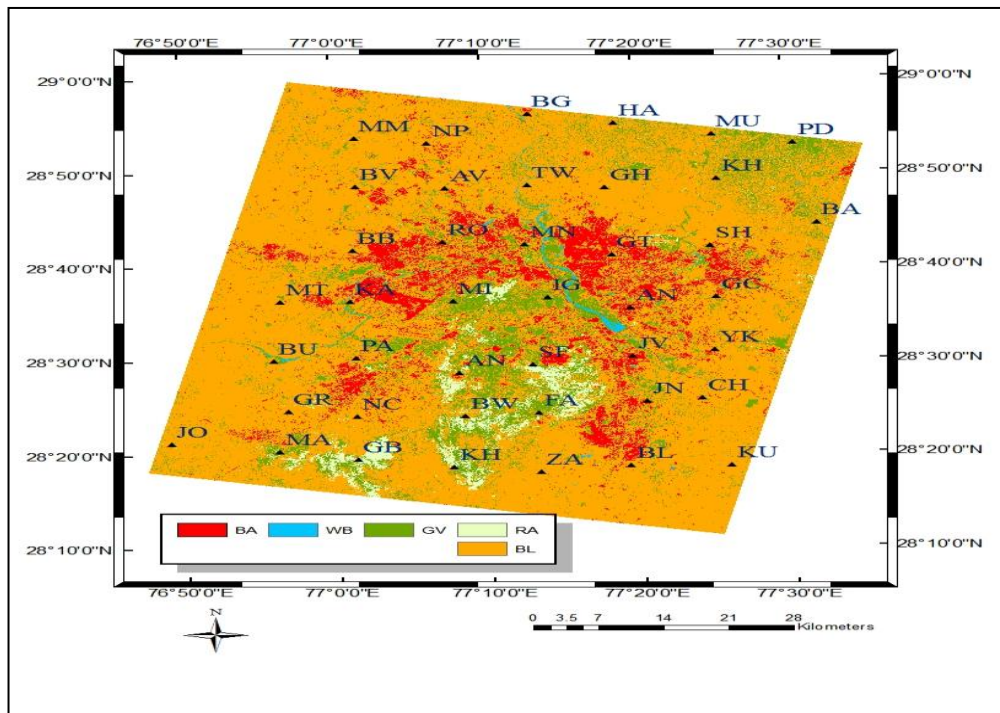 76°50'0"E 77°0'0"E 77°10'0"E 77°20'0"E 77°30'0"E
29°0'0"N 29°0'0"N
BG HA MU PD
MM NP KH
28°50'0"N 28°50'0"N
BV AV TW GH BA
BB RO MN GT SH
28°40'0"N 28°40'0"N
MT KA MI IG AN GC
28°30'0"N 28°30'0"N
BU PA AN SF JV YK
GR NC BW FA JN CH
28°20'0"N 28°20'0"N
JO MA GB KH ZA BL KU
BA WB GV RA
BL
28°10'0"N 28°10'0"N
76°50'0"E 77°0'0"E 77°10'0"E 77°20'0"E 77°30'0"E
N
0 3.5 7 14 21 28
Kilometers